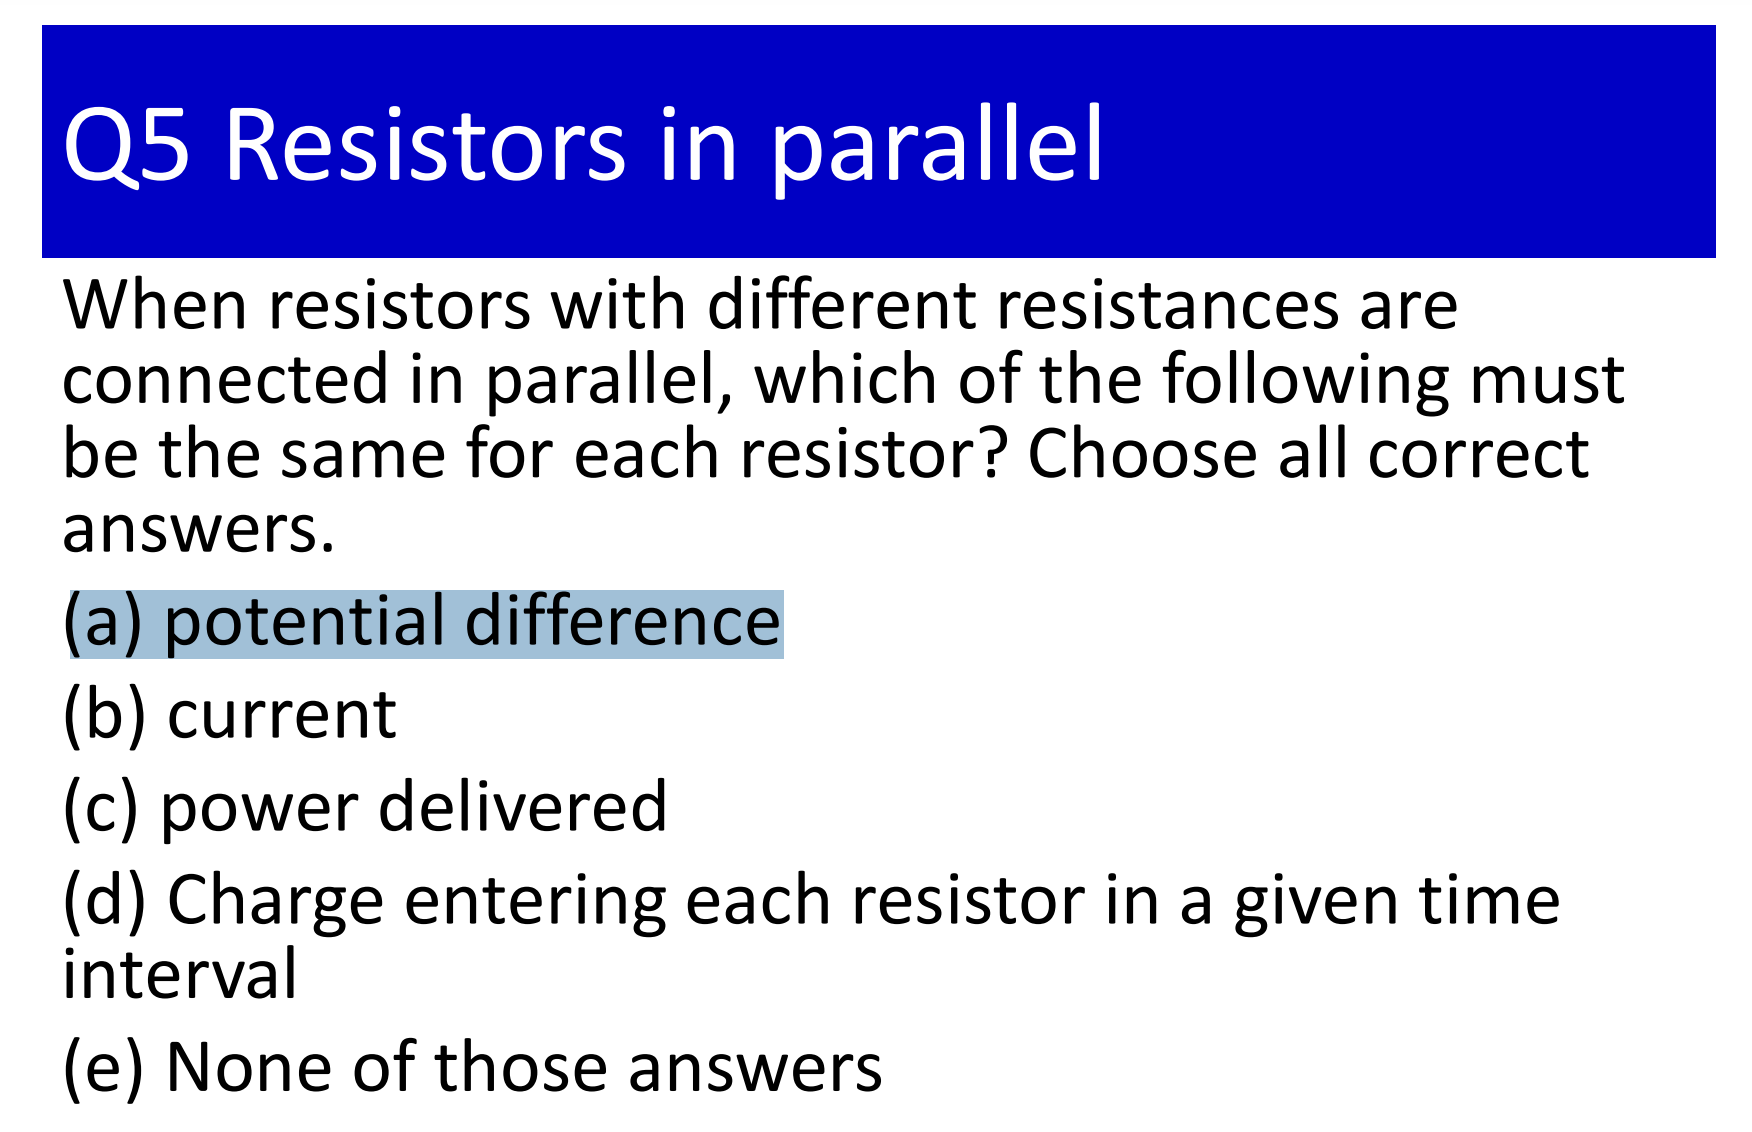 Q5 Resistors in parallel
When resistors with different resistances are
connected in parallel, which of the following must
be the same for each resistor? Choose all correct
answers.
(a) potential difference
(b) current
(c) power delivered
(d) Charge entering each resistor in a given time
interval
(e) None of those answers